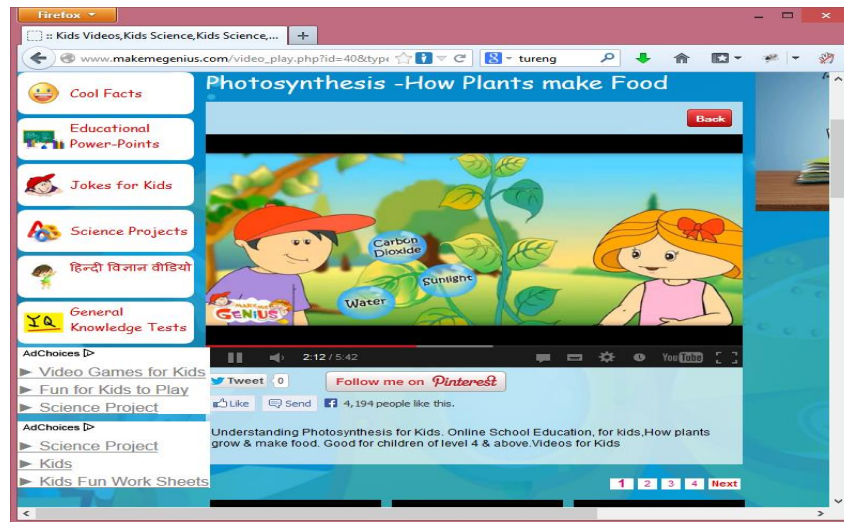 Firefox
:: Kids Videos,Kids Science,Kids Science,...
www.makemegenius.com/video_play.php?id=40&type
tureng
Cool Facts
Educational
Power-Points
Jokes for Kids
Science Projects
हिन्दी विज्ञान वीडियो
IQ
General
Knowledge Tests
AdChoices
Video Games for Kids
Fun for Kids to Play
Science Project
AdChoices
Science Project
Kids
Kids Fun Work Sheets
Photosynthesis -How Plants make Food
Back
Carbon
Dioxide
Sunlight
Water
MAKE ME
GENIUS
2:12 / 5:42
YouTube
Tweet 0
Follow me on Pinterest
Like Send 4,194 people like this.
Understanding Photosynthesis for Kids. Online School Education, for kids,How plants
grow & make food. Good for children of level 4 & above.Videos for Kids
1 2 3 4 Next